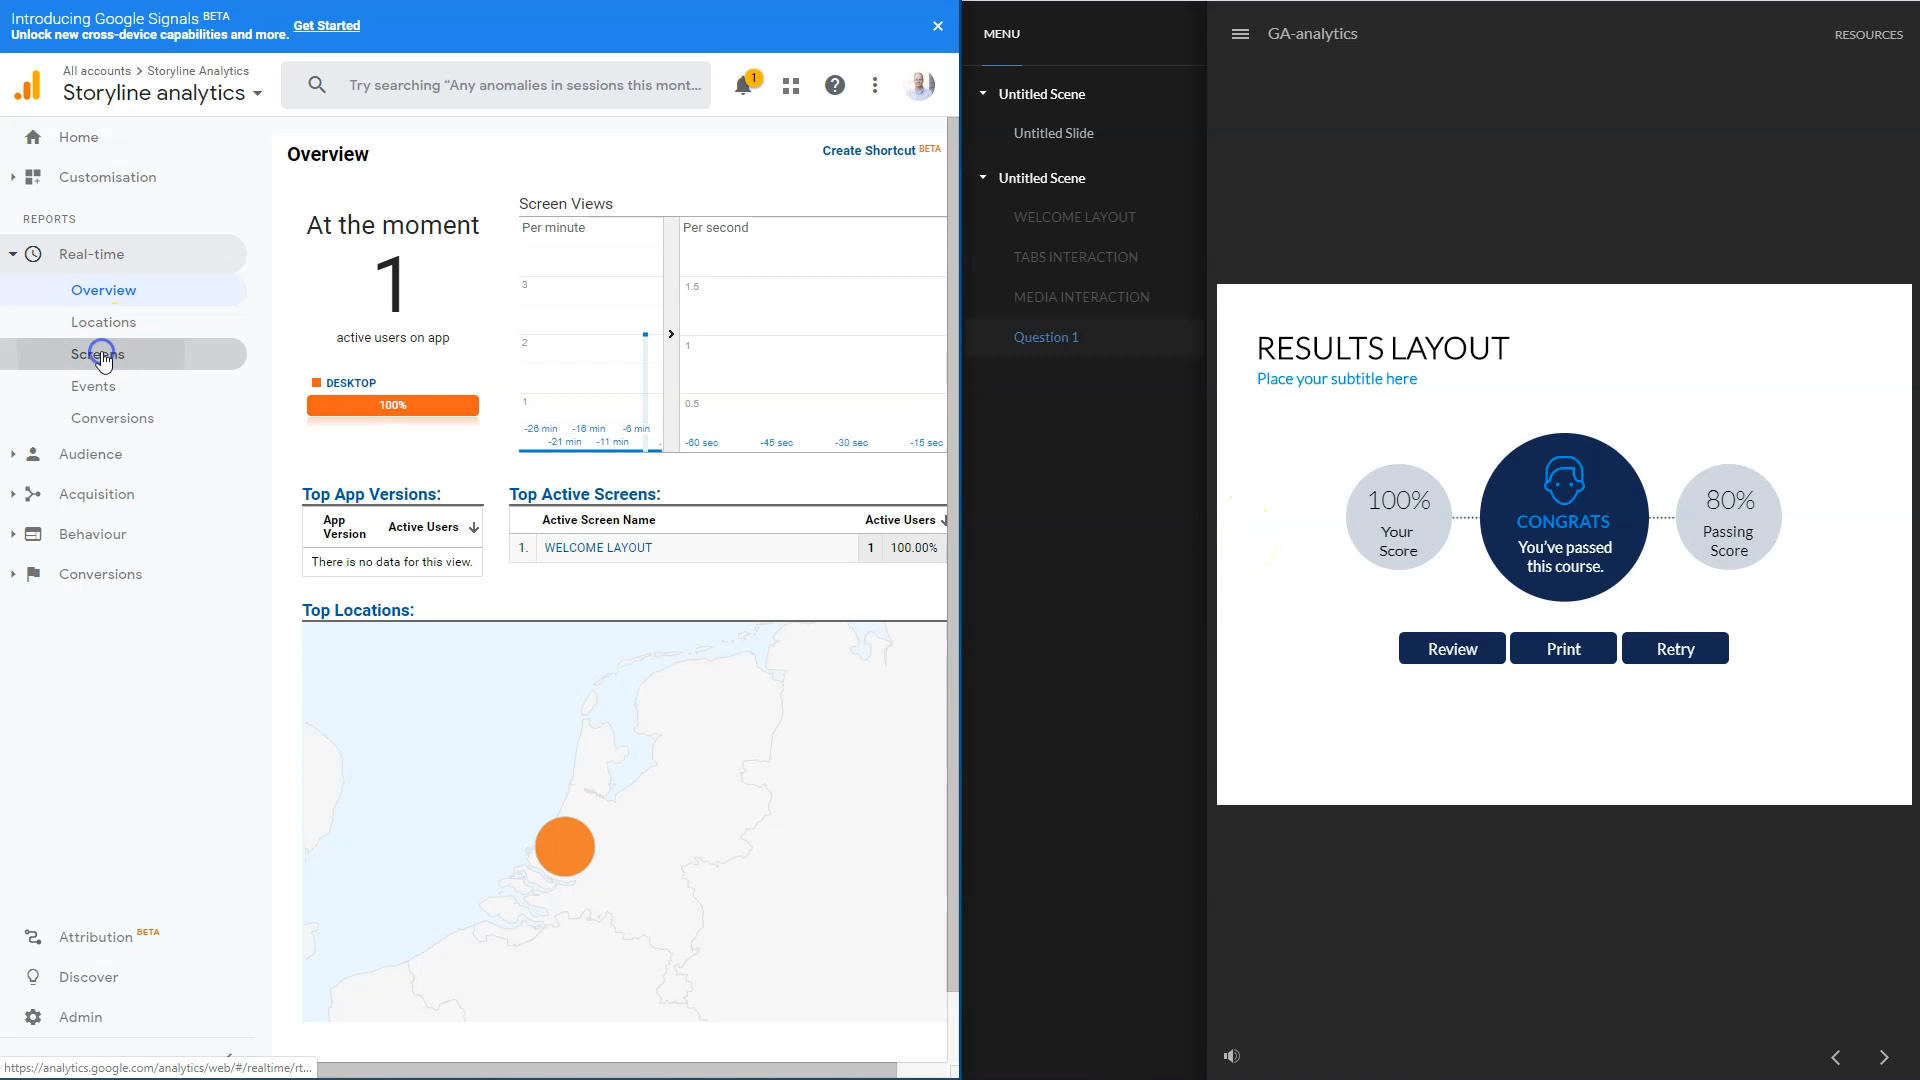 Introducing Google Signals BETA
Unlock new cross-device capabilities and more. Get Started
All accounts > Storyline Analytics
Storyline analytics
Try searching “Any anomalies in sessions this mont...
1
Home
Customisation
REPORTS
Real-time
Overview
Locations
Screens
Events
Conversions
Audience
Acquisition
Behaviour
Conversions
Attribution BETA
Discover
Admin
https://analytics.google.com/analytics/web/#/realtime/rt...
Overview
Create Shortcut BETA
At the moment
1
active users on app
DESKTOP
100%
Screen Views
Per minute
Per second
3
2
1
1.5
1
0.5
-26 min -16 min -6 min
-21 min -11 min
-60 sec -45 sec -30 sec -15 sec
Top App Versions:
App Version Active Users
There is no data for this view.
Top Active Screens:
Active Screen Name Active Users
1. WELCOME LAYOUT 1 100.00%
Top Locations:
MENU
Untitled Scene
Untitled Slide
Untitled Scene
WELCOME LAYOUT
TABS INTERACTION
MEDIA INTERACTION
Question 1
GA-analytics
RESOURCES
RESULTS LAYOUT
Place your subtitle here
100%
Your
Score
CONGRATS
You’ve passed
this course.
80%
Passing
Score
Review
Print
Retry